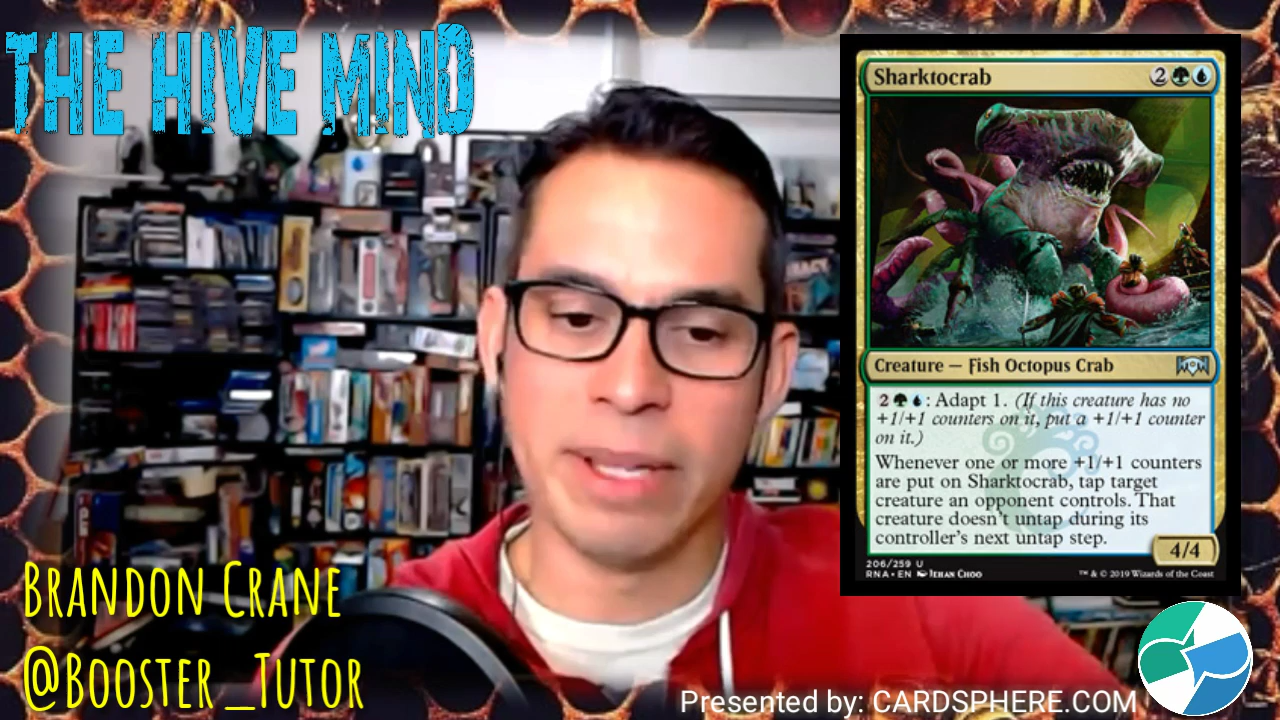 THE HIVE MIND
Sharktocrab 2
Creature — Fish Octopus Crab
2 : Adapt 1. (If this creature has no
+1/+1 counters on it, put a +1/+1 counter
on it.)
Whenever one or more +1/+1 counters
are put on Sharktocrab, tap target
creature an opponent controls. That
creature doesn't untap during its
controller's next untap step.
4/4
206/259 U
RNA • EN JEHAN CHOO
™ & © 2019 Wizards of the Coast
BRANDON CRANE
@BOOSTER_TUTOR
Presented by: CARDSPHERE.COM